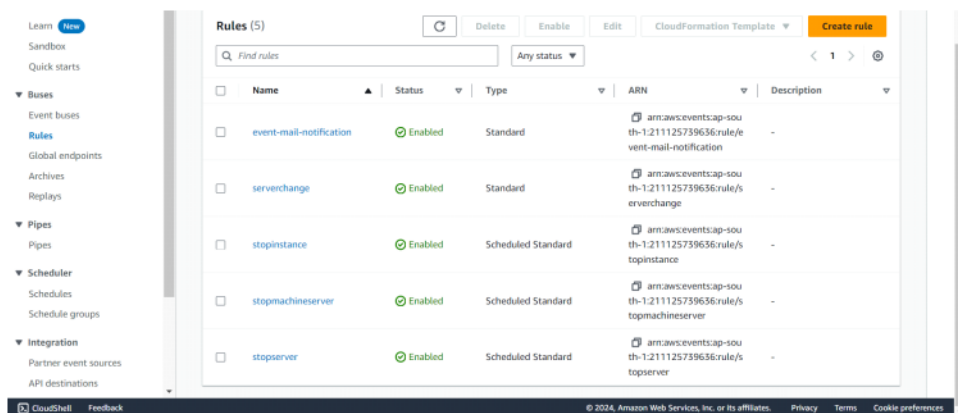 Learn New
Sandbox
Quick starts
Buses
Event buses
Rules
Global endpoints
Archives
Replays
Pipes
Pipes
Scheduler
Schedules
Schedule groups
Integration
Partner event sources
API destinations
Rules (5)
Delete Enable Edit CloudFormation Template Create rule
Find rules Any status 1
Name Status Type ARN Description
event-mail-notification Enabled Standard arn:aws:events:ap-sou
th-1:211125739636:rule/e
vent-mail-notification -
serverchange Enabled Standard arn:aws:events:ap-sou
th-1:211125739636:rule/s
erverchange -
stopinstance Enabled Scheduled Standard arn:aws:events:ap-sou
th-1:211125739636:rule/s
topinstance -
stopmachineserver Enabled Scheduled Standard arn:aws:events:ap-sou
th-1:211125739636:rule/s
topmachineserver -
stopserver Enabled Scheduled Standard arn:aws:events:ap-sou
th-1:211125739636:rule/s
topserver -
CloudShell Feedback © 2024, Amazon Web Services, Inc. or its affiliates. Privacy Terms Cookie preferences